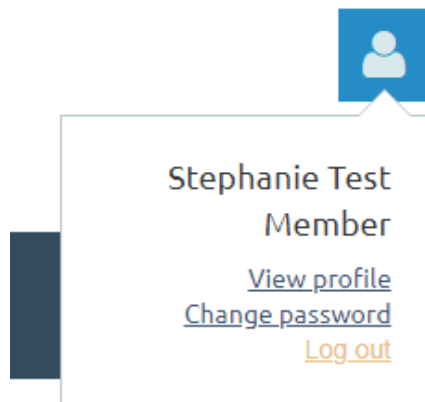 Stephanie Test
Member
View profile
Change password
Log out